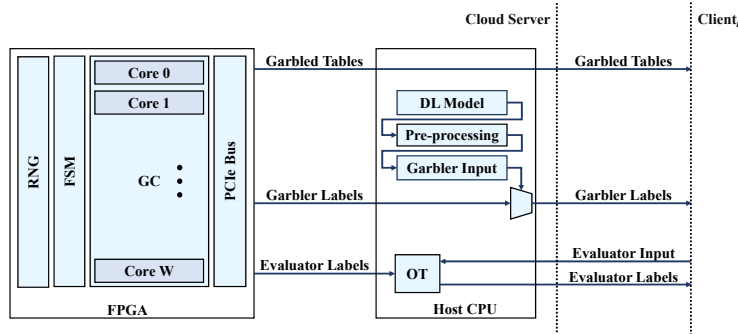 Cloud Server
Client_i
Garbled Tables
Garbled Tables
Core 0
Core 1
DL Model
Pre-processing
Garbler Input
RNG
FSM
GC
PCIe Bus
Garbler Labels
Garbler Labels
Evaluator Input
Evaluator Labels
OT
Evaluator Labels
Core W
FPGA
Host CPU